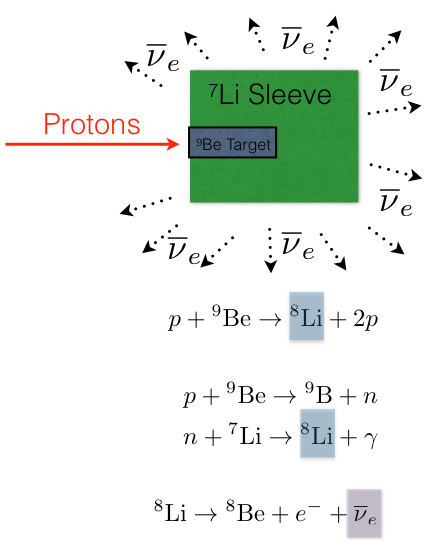 ν̅ₑ ν̅ₑ
⁷Li Sleeve ν̅ₑ
Protons
⁹Be Target
ν̅ₑ
ν̅ₑ ν̅ₑ
p + ⁹Be → ⁸Li + 2p
p + ⁹Be → ⁹B + n
n + ⁷Li → ⁸Li + γ
⁸Li → ⁸Be + e⁻ + ν̅ₑ